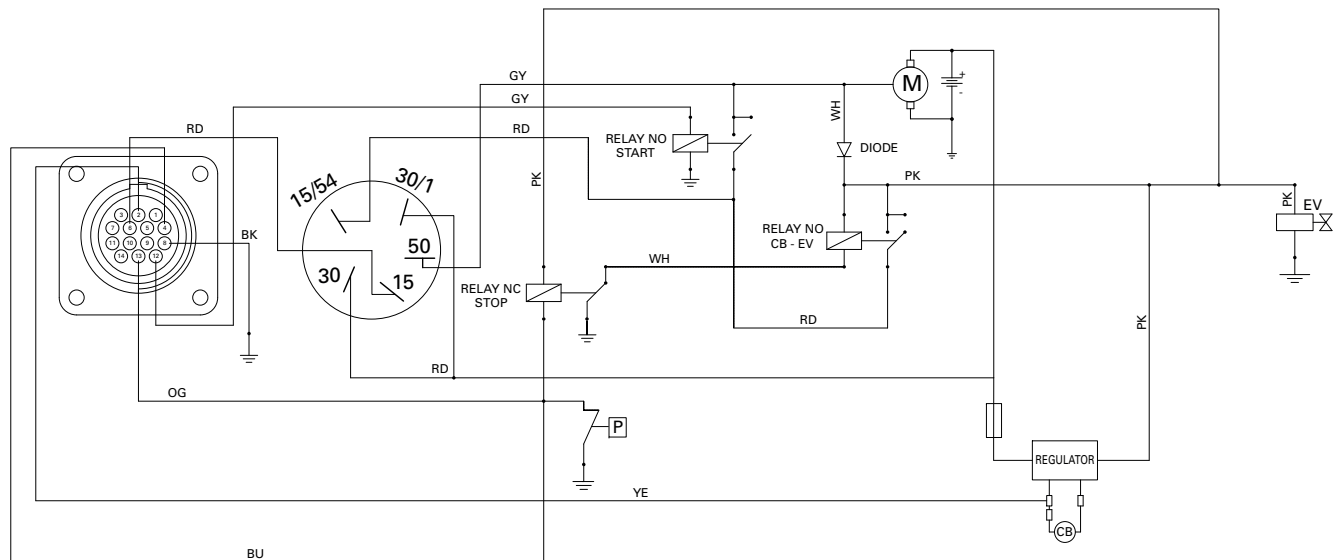 GY
GY
RD
RD
PK
M
+
-
WH
RELAY NO
START
DIODE
15/54
30/1
PK
PK
EV
3 2 1
7 6 5 4
11 10 9 8
14 13 12
BK
50
30
15
RELAY NO
CB - EV
WH
RELAY NC
STOP
RD
PK
RD
OG
P
REGULATOR
YE
CB
BU